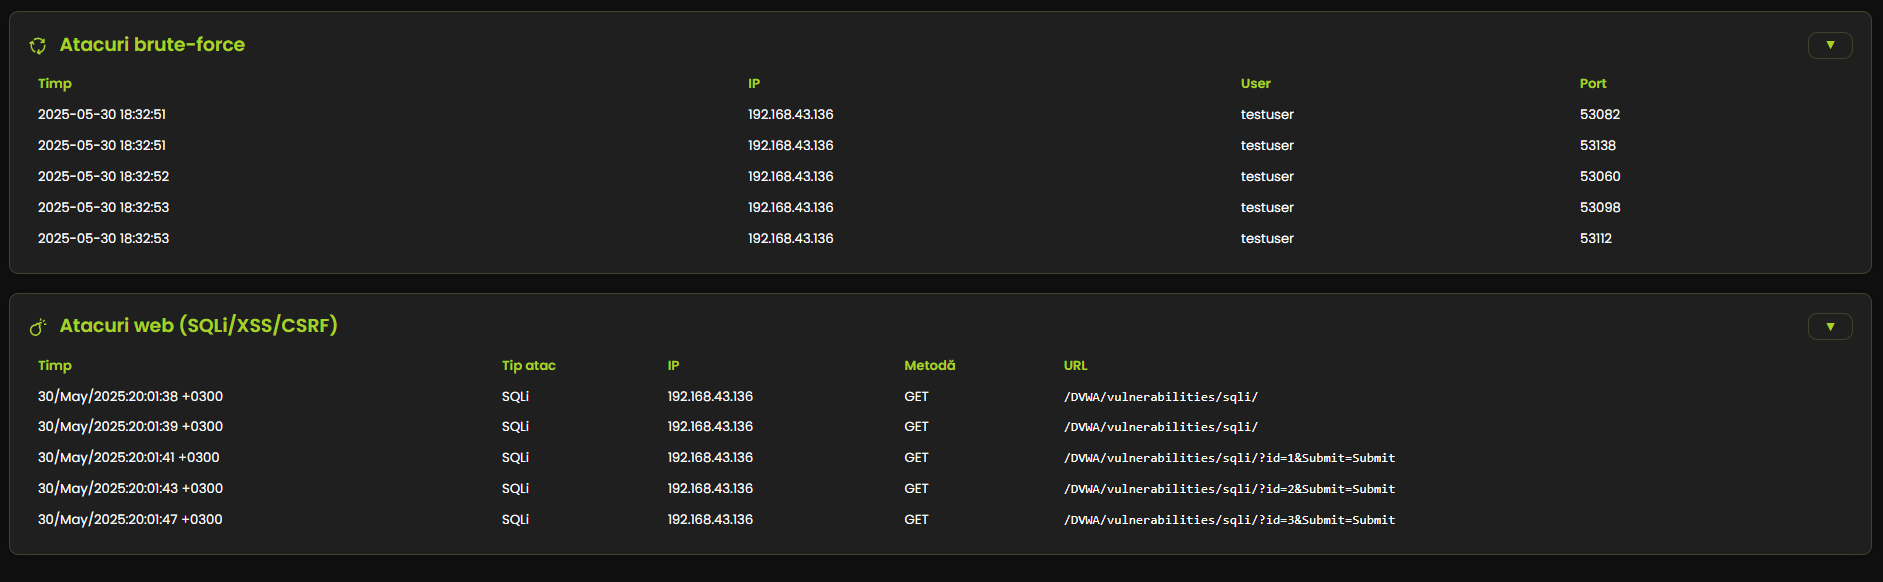 Atacuri brute-force
▼
Timp IP User Port
2025-05-30 18:32:51 192.168.43.136 testuser 53082
2025-05-30 18:32:51 192.168.43.136 testuser 53138
2025-05-30 18:32:52 192.168.43.136 testuser 53060
2025-05-30 18:32:53 192.168.43.136 testuser 53098
2025-05-30 18:32:53 192.168.43.136 testuser 53112
Atacuri web (SQLi/XSS/CSRF)
▼
Timp Tip atac IP Metodă URL
30/May/2025:20:01:38 +0300 SQLi 192.168.43.136 GET /DVWA/vulnerabilities/sqli/
30/May/2025:20:01:39 +0300 SQLi 192.168.43.136 GET /DVWA/vulnerabilities/sqli/
30/May/2025:20:01:41 +0300 SQLi 192.168.43.136 GET /DVWA/vulnerabilities/sqli/?id=1&Submit=Submit
30/May/2025:20:01:43 +0300 SQLi 192.168.43.136 GET /DVWA/vulnerabilities/sqli/?id=2&Submit=Submit
30/May/2025:20:01:47 +0300 SQLi 192.168.43.136 GET /DVWA/vulnerabilities/sqli/?id=3&Submit=Submit